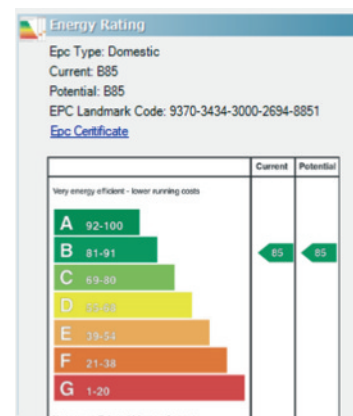 Energy Rating
Epc Type: Domestic
Current: B85
Potential: B85
EPC Landmark Code: 9370-3434-3000-2694-8851
Epc Certificate
Current Potential
Very energy efficient - lower running costs
A 92-100
B 81-91 85 85
C 69-80
D 55-68
E 39-54
F 21-38
G 1-20